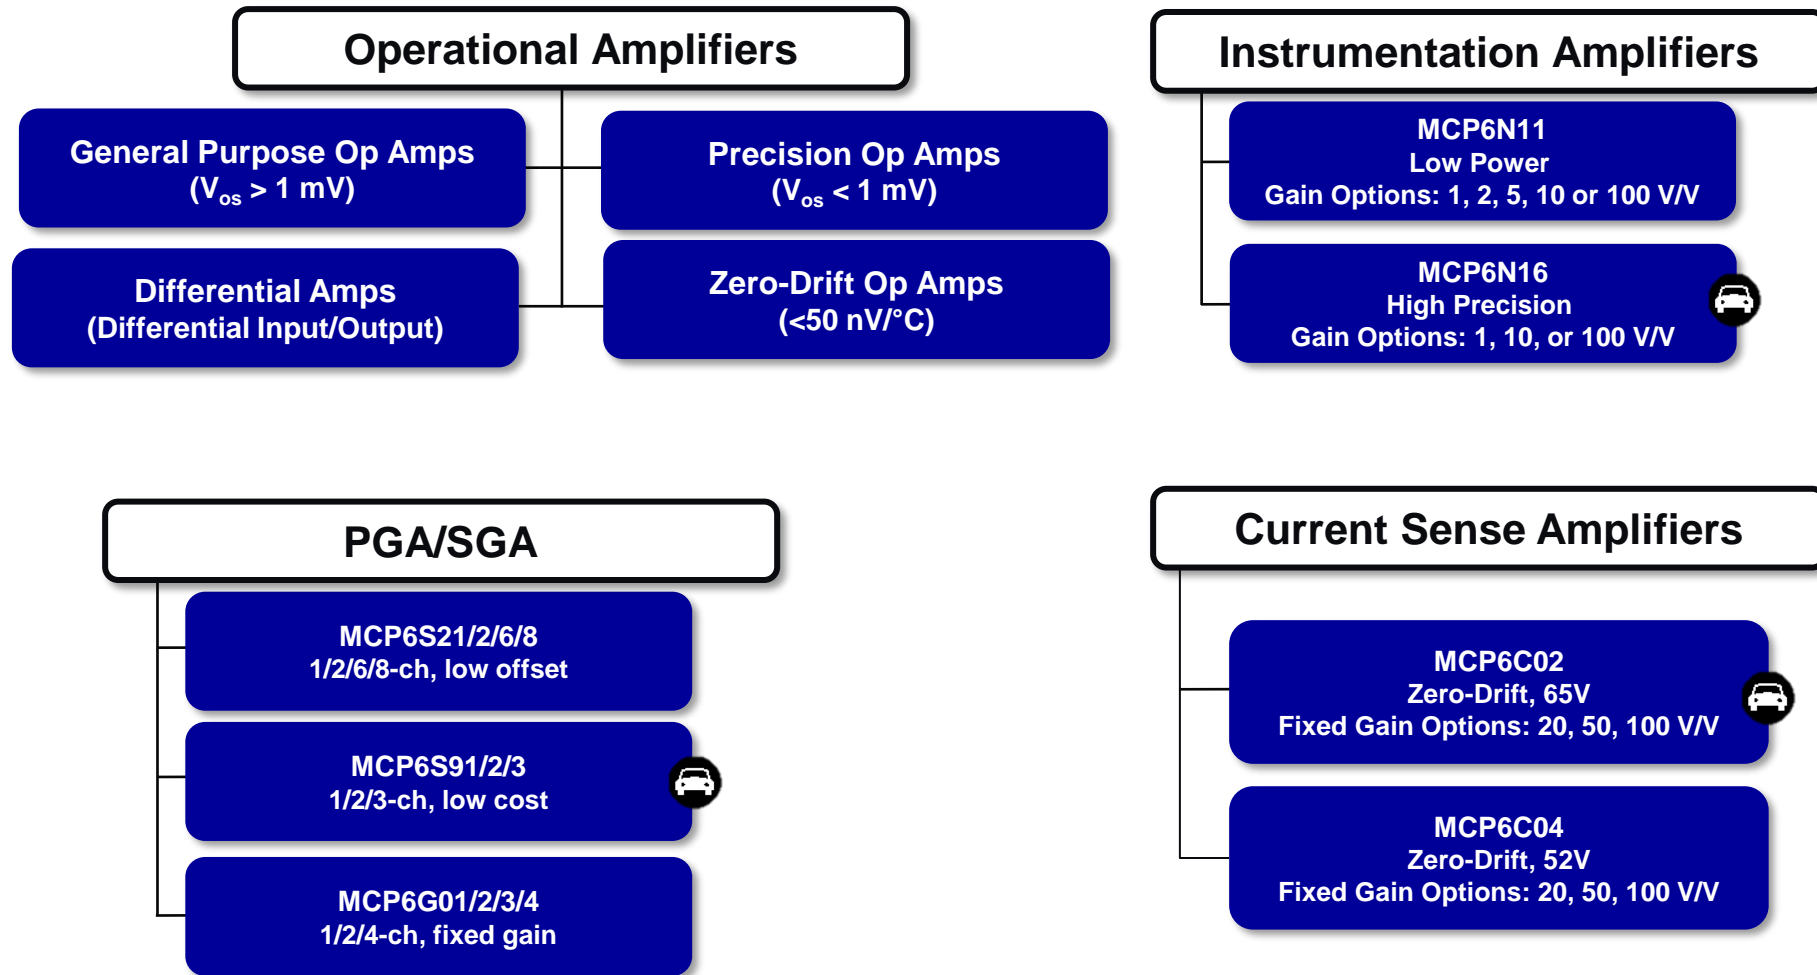 Operational Amplifiers
General Purpose Op Amps
(Vos > 1 mV)
Precision Op Amps
(Vos < 1 mV)
Differential Amps
(Differential Input/Output)
Zero-Drift Op Amps
(<50 nV/°C)
Instrumentation Amplifiers
MCP6N11
Low Power
Gain Options: 1, 2, 5, 10 or 100 V/V
MCP6N16
High Precision
Gain Options: 1, 10, or 100 V/V
PGA/SGA
MCP6S21/2/6/8
1/2/6/8-ch, low offset
MCP6S91/2/3
1/2/3-ch, low cost
MCP6G01/2/3/4
1/2/4-ch, fixed gain
Current Sense Amplifiers
MCP6C02
Zero-Drift, 65V
Fixed Gain Options: 20, 50, 100 V/V
MCP6C04
Zero-Drift, 52V
Fixed Gain Options: 20, 50, 100 V/V